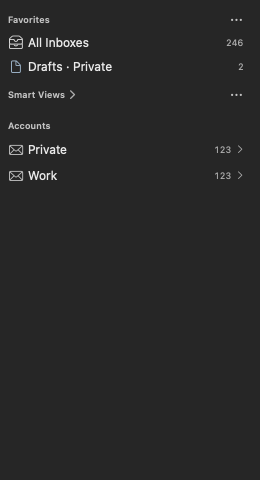 Favorites
All Inboxes 246
Drafts · Private 2
Smart Views
Accounts
Private 123
Work 123